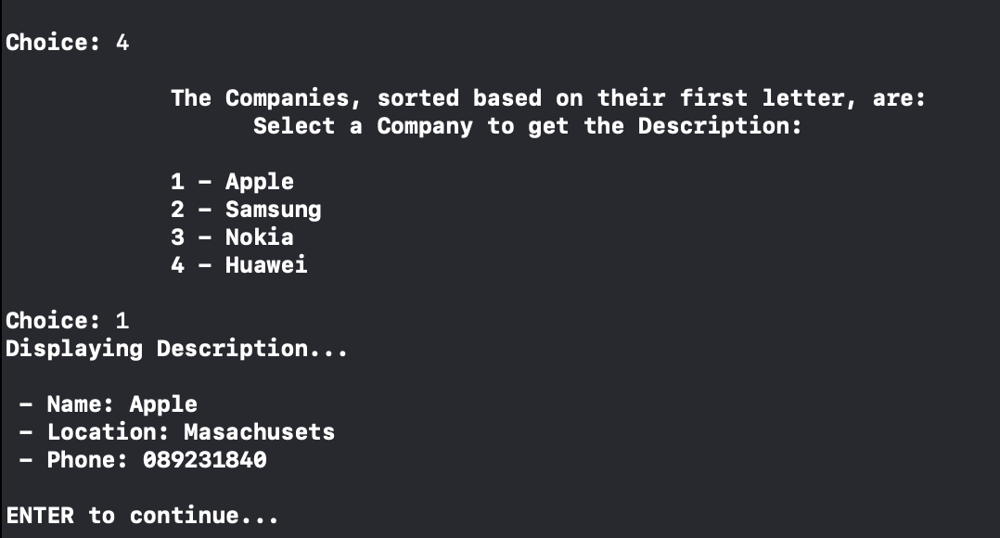 Choice: 4
The Companies, sorted based on their first letter, are:
Select a Company to get the Description:
1 - Apple
2 - Samsung
3 - Nokia
4 - Huawei
Choice: 1
Displaying Description...
- Name: Apple
- Location: Masachusets
- Phone: 089231840
ENTER to continue...